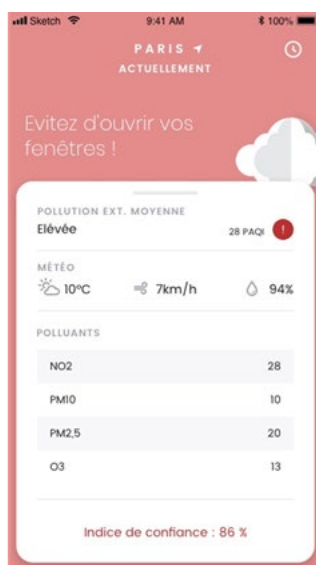 Sketch 9:41 AM 100%
PARIS
ACTUELLEMENT
Evitez d'ouvrir vos
fenêtres !
POLLUTION EXT. MOYENNE
Elévée 28 PAQI !
MÉTÉO
10°C 7km/h 94%
POLLUANTS
NO2 28
PM10 10
PM2,5 20
O3 13
Indice de confiance : 86 %